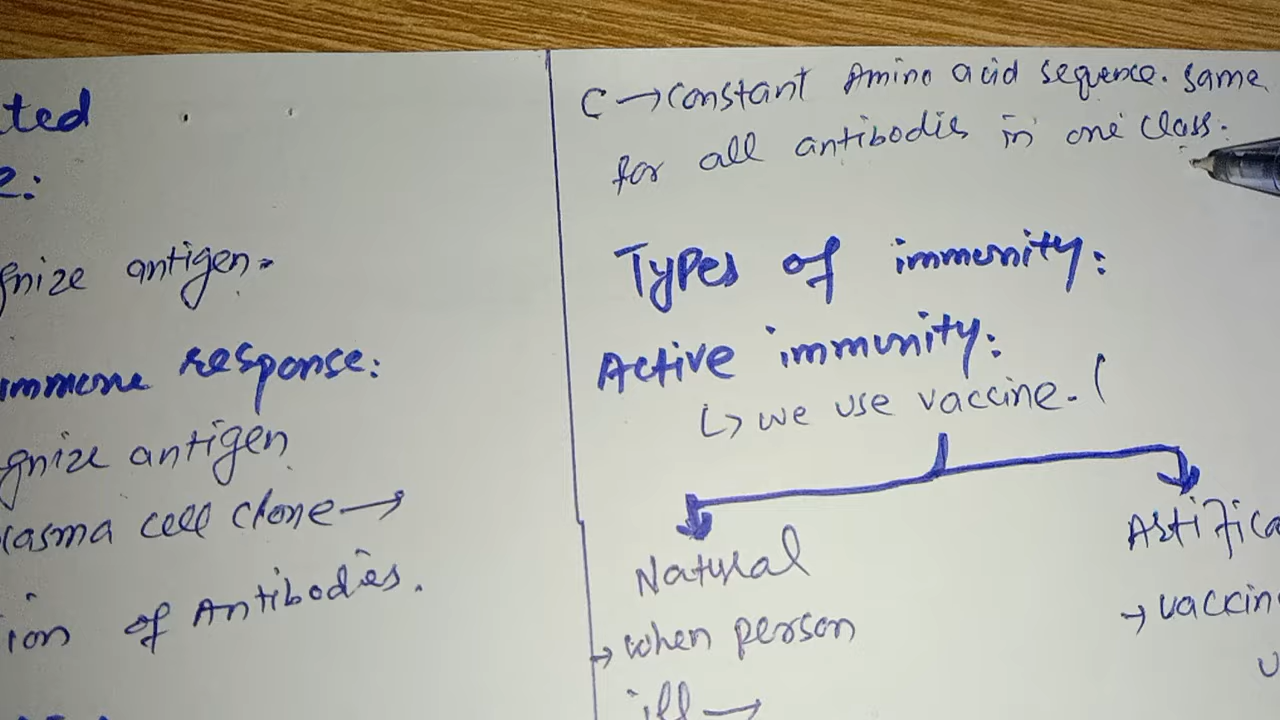 ted
e:
gnize antigen.
immune response:
gnize antigen
lasma cell clone →
ion of Antibodies.
C → constant Amino acid sequence. same
for all antibodies in one class.
Types of immunity:
Active immunity:
↳ we use vaccine. (
Natural
→ when person
ill →
Artifica
→ vaccin